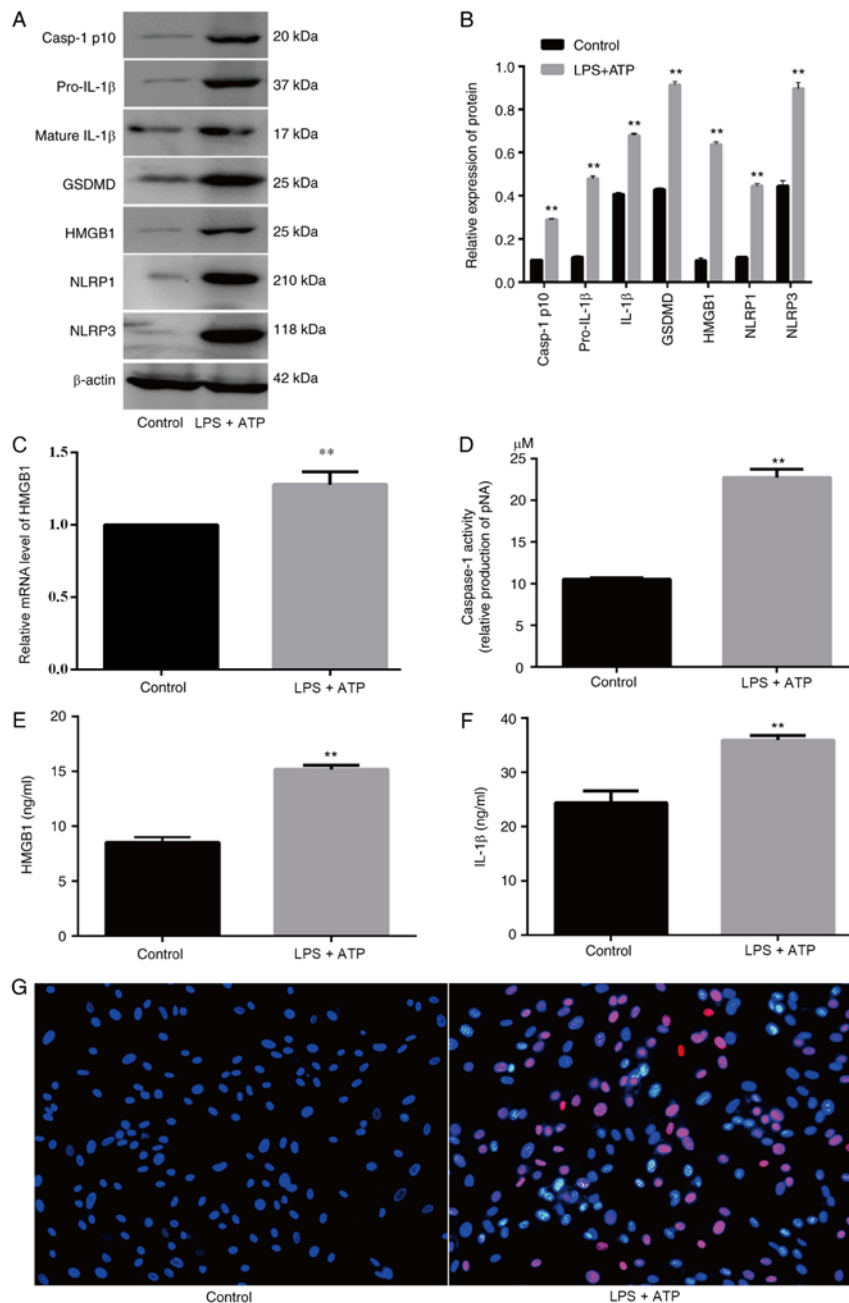 A
Casp-1 p10 20 kDa
Pro-IL-1β 37 kDa
Mature IL-1β 17 kDa
GSDMD 25 kDa
HMGB1 25 kDa
NLRP1 210 kDa
NLRP3 118 kDa
β-actin 42 kDa
Control LPS + ATP
B
Control
LPS+ATP
Relative expression of protein
1.0
0.8
0.6
0.4
0.2
0.0
** ** ** ** ** ** **
Casp-1 p10
Pro-IL-1β
IL-1β
GSDMD
HMGB1
NLRP1
NLRP3
C
Relative mRNA level of HMGB1
1.5
1.0
0.5
0.0
**
Control LPS + ATP
D
µM
Caspase-1 activity
(relative production of pNA)
25
20
15
10
5
0
**
Control LPS + ATP
E
HMGB1 (ng/ml)
20
15
10
5
0
**
Control LPS + ATP
F
IL-1β (ng/ml)
40
30
20
10
0
**
Control LPS + ATP
G
Control LPS + ATP